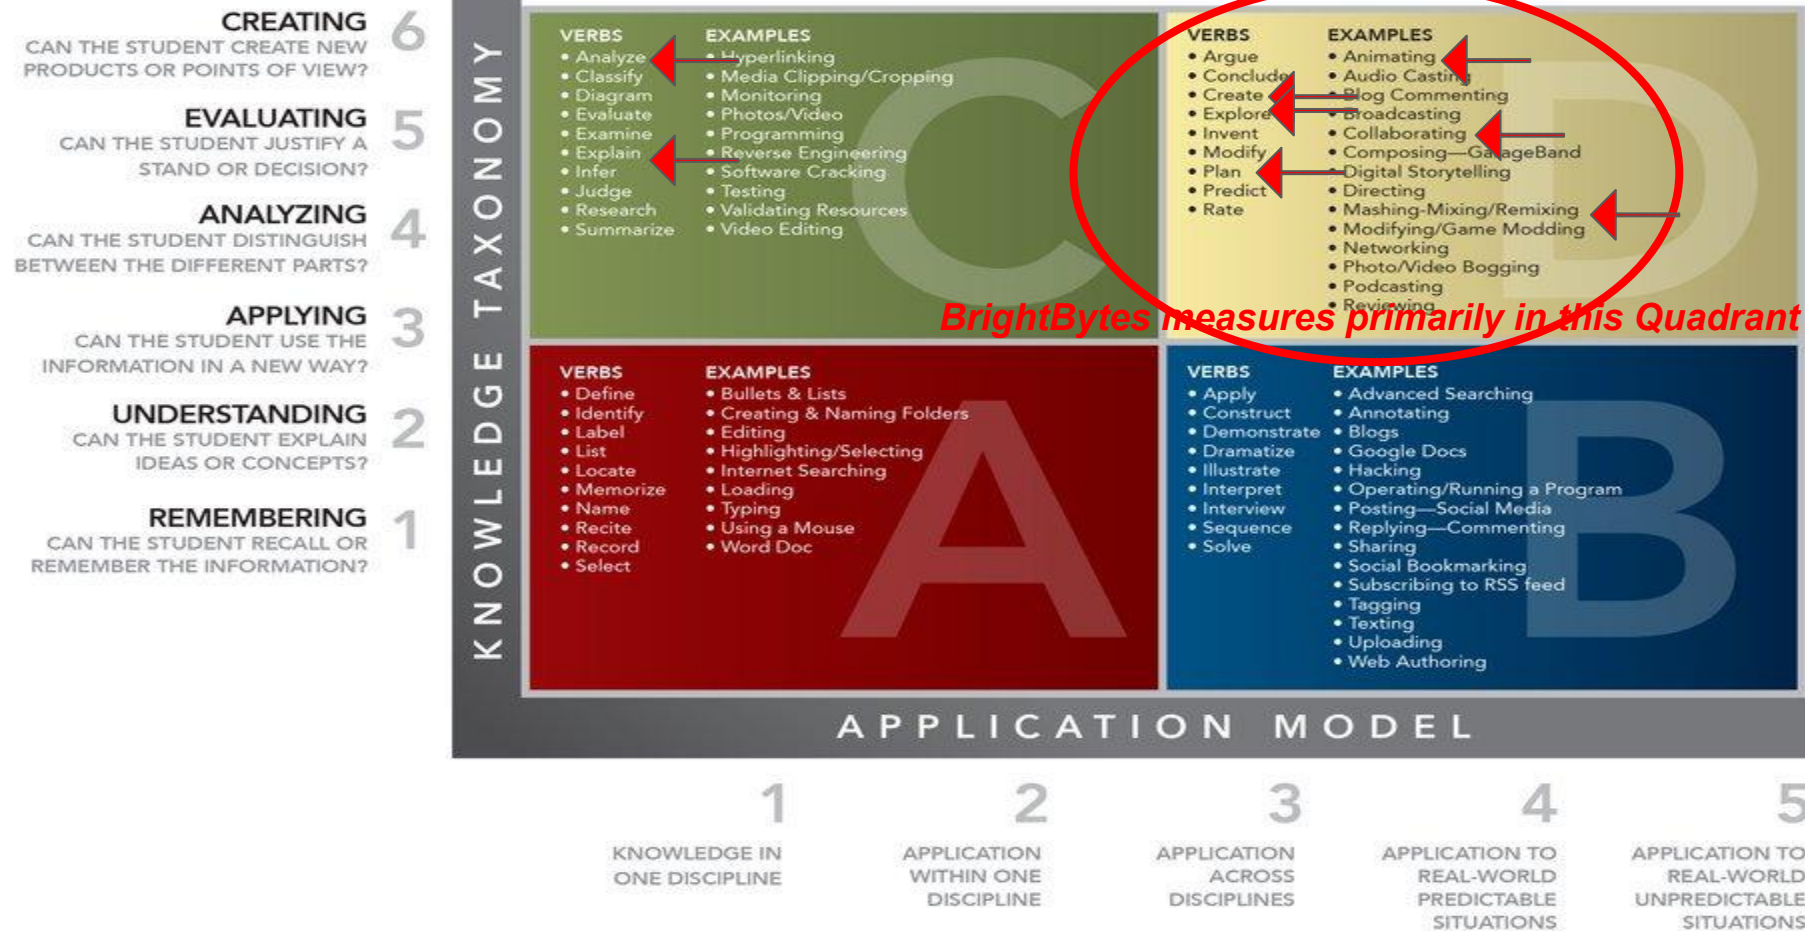 CREATING 6
CAN THE STUDENT CREATE NEW
PRODUCTS OR POINTS OF VIEW?
EVALUATING 5
CAN THE STUDENT JUSTIFY A
STAND OR DECISION?
ANALYZING 4
CAN THE STUDENT DISTINGUISH
BETWEEN THE DIFFERENT PARTS?
APPLYING 3
CAN THE STUDENT USE THE
INFORMATION IN A NEW WAY?
UNDERSTANDING 2
CAN THE STUDENT EXPLAIN
IDEAS OR CONCEPTS?
REMEMBERING 1
CAN THE STUDENT RECALL OR
REMEMBER THE INFORMATION?
KNOWLEDGE TAXONOMY
C
VERBS
• Analyze
• Classify
• Diagram
• Evaluate
• Examine
• Explain
• Infer
• Judge
• Research
• Summarize
EXAMPLES
• Hyperlinking
• Media Clipping/Cropping
• Monitoring
• Photos/Video
• Programming
• Reverse Engineering
• Software Cracking
• Testing
• Validating Resources
• Video Editing
D
VERBS
• Argue
• Conclude
• Create
• Explore
• Invent
• Modify
• Plan
• Predict
• Rate
EXAMPLES
• Animating
• Audio Casting
• Blog Commenting
• Broadcasting
• Collaborating
• Composing—GarageBand
• Digital Storytelling
• Directing
• Mashing-Mixing/Remixing
• Modifying/Game Modding
• Networking
• Photo/Video Bogging
• Podcasting
• Reviewing
BrightBytes measures primarily in this Quadrant
A
VERBS
• Define
• Identify
• Label
• List
• Locate
• Memorize
• Name
• Recite
• Record
• Select
EXAMPLES
• Bullets & Lists
• Creating & Naming Folders
• Editing
• Highlighting/Selecting
• Internet Searching
• Loading
• Typing
• Using a Mouse
• Word Doc
B
VERBS
• Apply
• Construct
• Demonstrate
• Dramatize
• Illustrate
• Interpret
• Interview
• Sequence
• Solve
EXAMPLES
• Advanced Searching
• Annotating
• Blogs
• Google Docs
• Hacking
• Operating/Running a Program
• Posting—Social Media
• Replying—Commenting
• Sharing
• Social Bookmarking
• Subscribing to RSS feed
• Tagging
• Texting
• Uploading
• Web Authoring
APPLICATION MODEL
1
KNOWLEDGE IN
ONE DISCIPLINE
2
APPLICATION
WITHIN ONE
DISCIPLINE
3
APPLICATION
ACROSS
DISCIPLINES
4
APPLICATION TO
REAL-WORLD
PREDICTABLE
SITUATIONS
5
APPLICATION TO
REAL-WORLD
UNPREDICTABLE
SITUATIONS